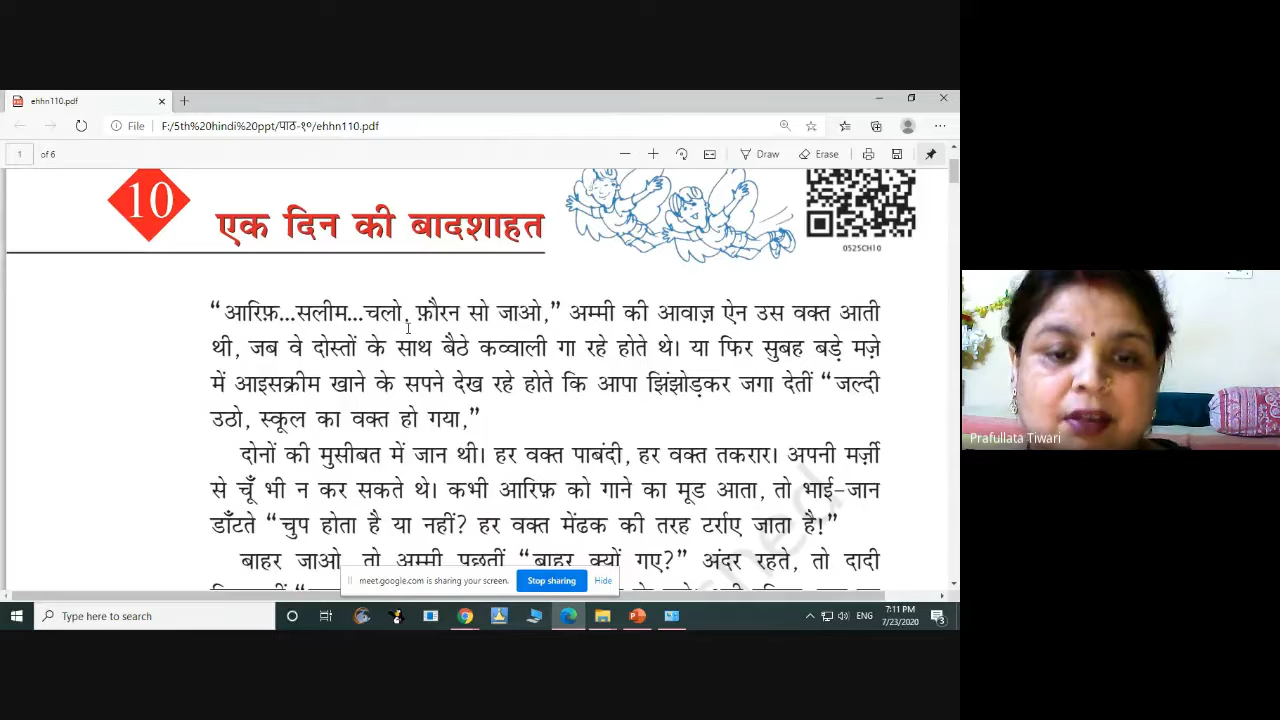 ehhn110.pdf
File F:/5th%20hindi%20ppt/पाठ-१०/ehhn110.pdf
1 of 6
Draw
Erase
10
एक दिन की बादशाहत
0525CH10
“आरिफ़...सलीम...चलो, फ़ौरन सो जाओ,” अम्मी की आवाज़ ऐन उस वक्त आती
थी, जब वे दोस्तों के साथ बैठे कव्वाली गा रहे होते थे। या फिर सुबह बड़े मज़े
में आइसक्रीम खाने के सपने देख रहे होते कि आपा झिंझोड़कर जगा देतीं “जल्दी
उठो, स्कूल का वक्त हो गया,”
दोनों की मुसीबत में जान थी। हर वक्त पाबंदी, हर वक्त तकरार। अपनी मर्ज़ी
से चूँ भी न कर सकते थे। कभी आरिफ़ को गाने का मूड आता, तो भाई-जान
डाँटते “चुप होता है या नहीं? हर वक्त मेंढक की तरह टर्राए जाता है!”
बाहर जाओ, तो अम्मी पूछतीं “बाहर क्यों गए?” अंदर रहते, तो दादी
meet.google.com is sharing your screen.
Stop sharing
Hide
Prafullata Tiwari
Type here to search
ENG
7:11 PM
7/23/2020
3